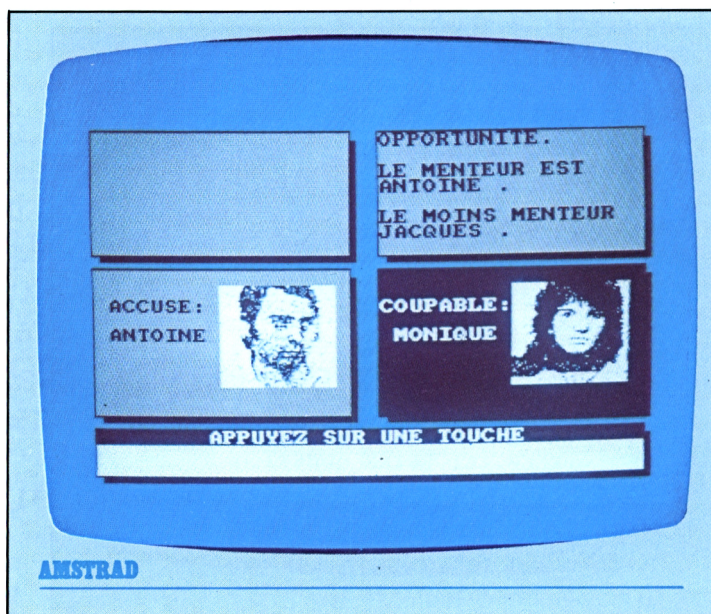 OPPORTUNITE.
LE MENTEUR EST
ANTOINE .
LE MOINS MENTEUR
JACQUES .
ACCUSE:
ANTOINE
COUPABLE:
MONIQUE
APPUYEZ SUR UNE TOUCHE
AMSTRAD